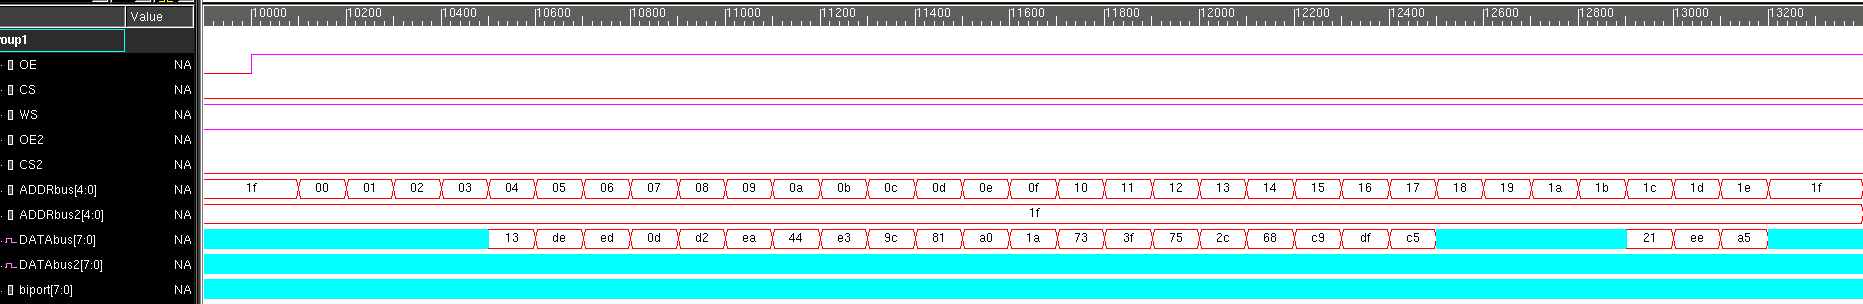 Value 10000 10200 10400 10600 10800 11000 11200 11400 11600 11800 12000 12200 12400 12600 12800 13000 13200
oup1
OE NA
CS NA
WS NA
OE2 NA
CS2 NA
ADDRbus[4:0] NA 1f 00 01 02 03 04 05 06 07 08 09 0a 0b 0c 0d 0e 0f 10 11 12 13 14 15 16 17 18 19 1a 1b 1c 1d 1e 1f
ADDRbus2[4:0] NA 1f
DATAbus[7:0] NA 13 de ed 0d d2 ea 44 e3 9c 81 a0 1a 73 3f 75 2c 68 c9 df c5 21 ee a5
DATAbus2[7:0] NA
biport[7:0] NA